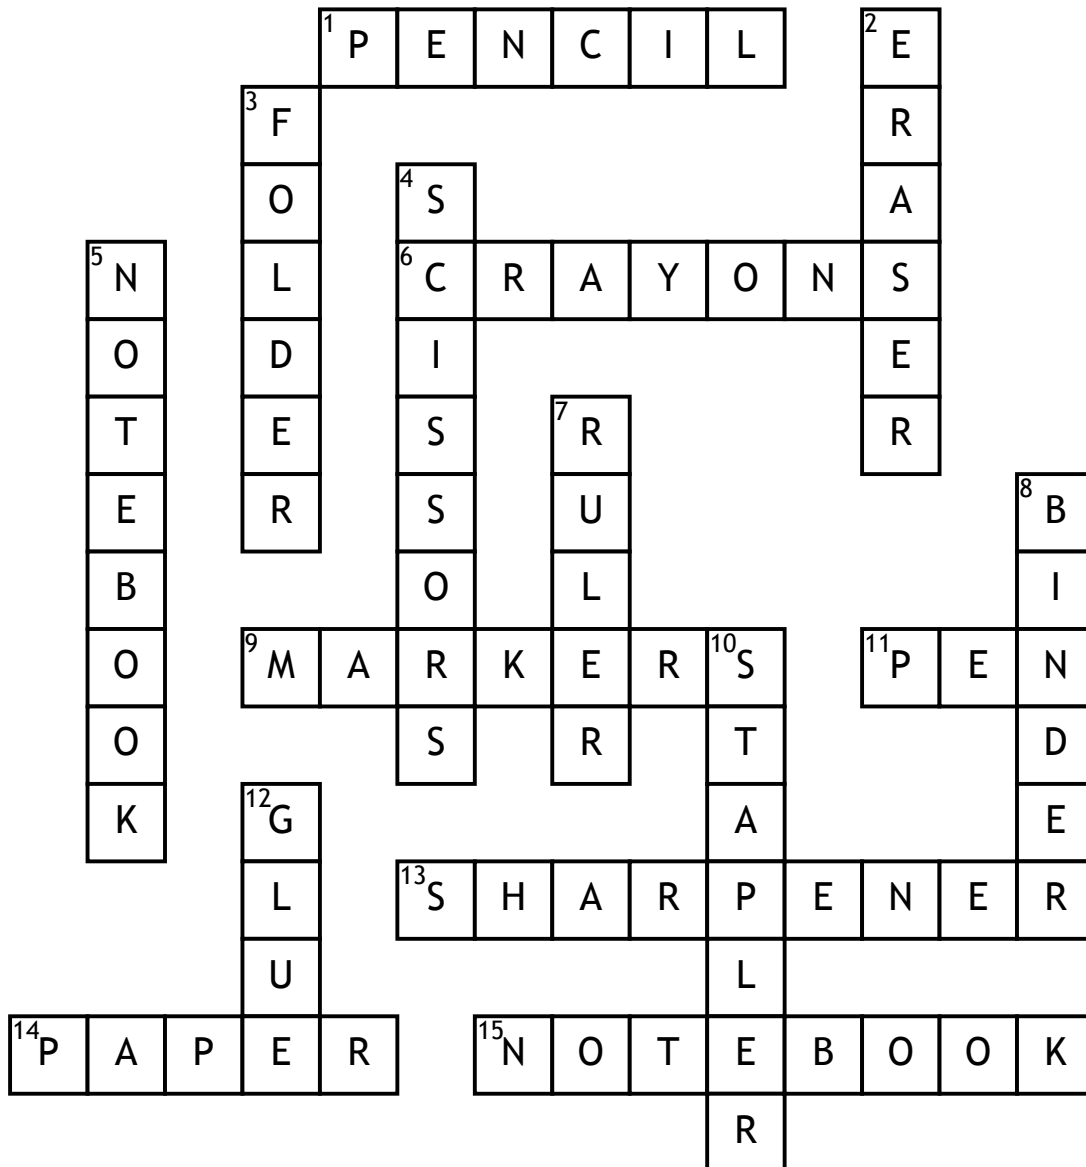 1 P E N C I L 2 E
3 F R
O 4 S A
5 N L 6 C R A Y O N S
O D I E
T E S 7 R R
E R S U 8 B
B O L I
O 9 M A R K E R 10 S 11 P E N
O S R T D
K 12 G A E
L 13 S H A R P E N E R
U L
14 P A P E R 15 N O T E B O O K
R